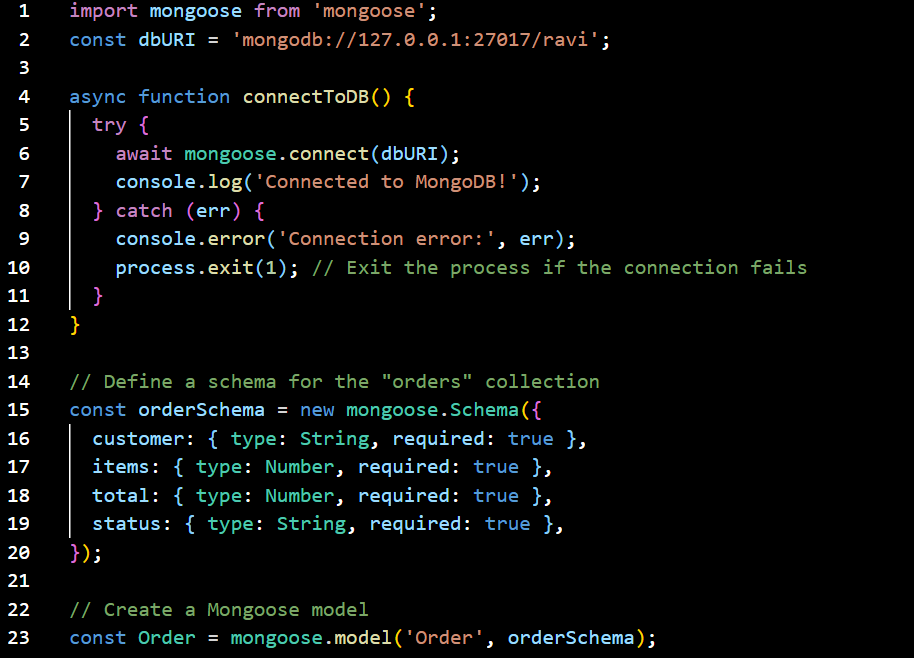 1 import mongoose from 'mongoose';
2 const dbURI = 'mongodb://127.0.0.1:27017/ravi';
3
4 async function connectToDB() {
5   try {
6     await mongoose.connect(dbURI);
7     console.log('Connected to MongoDB!');
8   } catch (err) {
9     console.error('Connection error:', err);
10     process.exit(1); // Exit the process if the connection fails
11   }
12 }
13
14 // Define a schema for the "orders" collection
15 const orderSchema = new mongoose.Schema({
16   customer: { type: String, required: true },
17   items: { type: Number, required: true },
18   total: { type: Number, required: true },
19   status: { type: String, required: true },
20 });
21
22 // Create a Mongoose model
23 const Order = mongoose.model('Order', orderSchema);